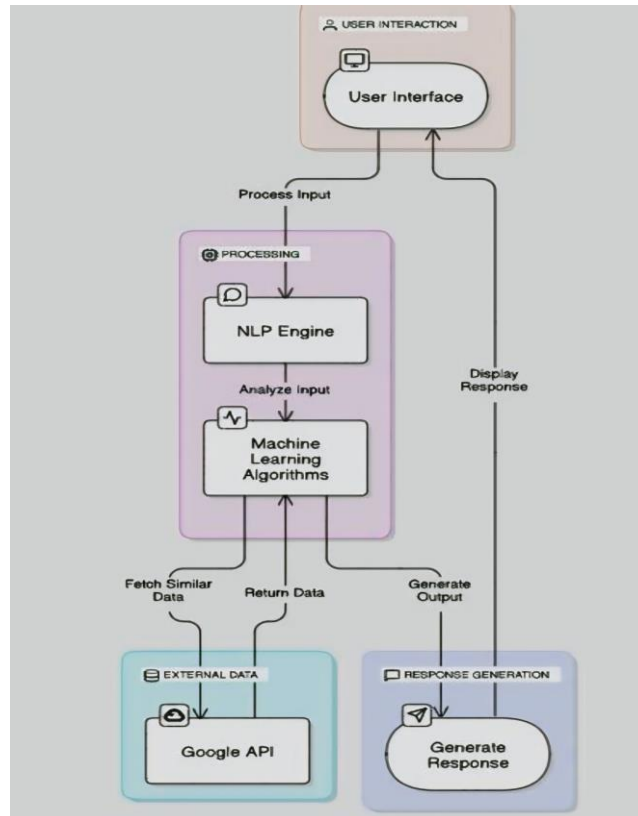 USER INTERACTION
User Interface
Process Input
PROCESSING
NLP Engine
Analyze Input
Machine
Learning
Algorithms
Display
Response
Fetch Similar
Data
Return Data
Generate
Output
EXTERNAL DATA
Google API
RESPONSE GENERATION
Generate
Response